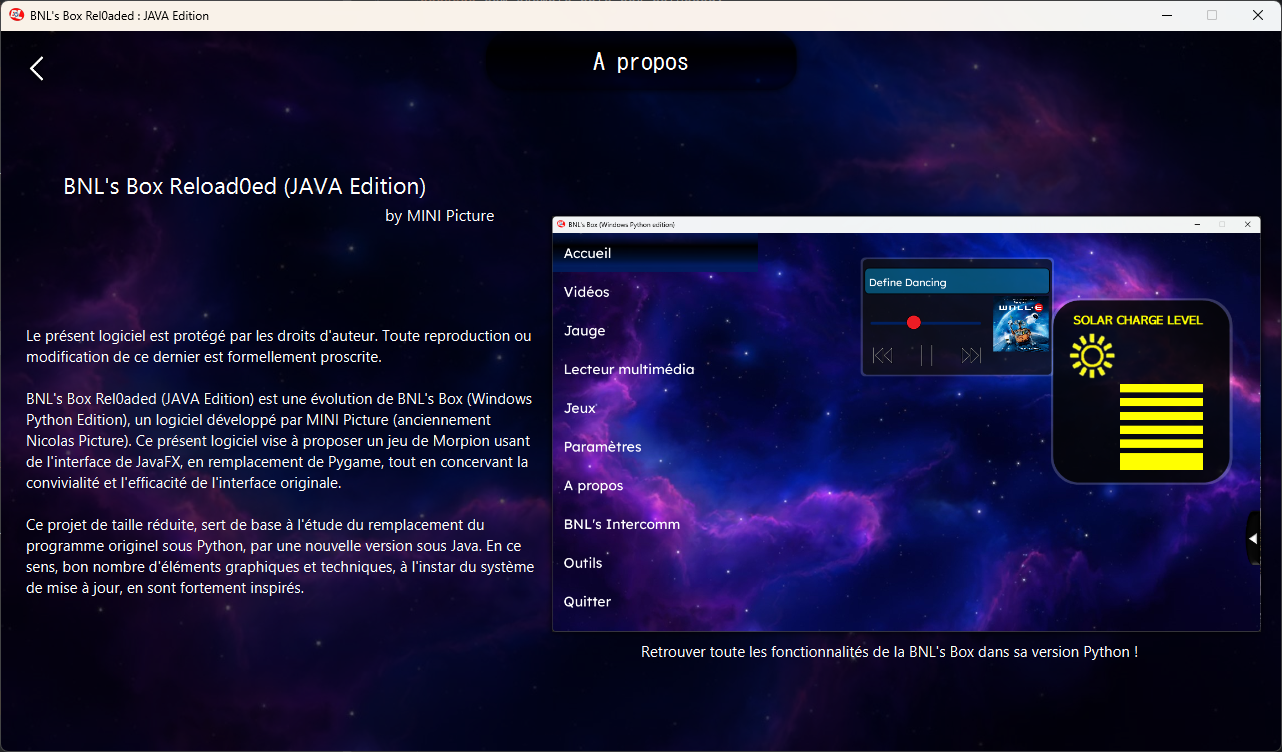 BNL's Box Rel0aded : JAVA Edition
A propos
BNL's Box Reload0ed (JAVA Edition)
by MINI Picture
Le présent logiciel est protégé par les droits d'auteur. Toute reproduction ou
modification de ce dernier est formellement proscrite.
BNL's Box Rel0aded (JAVA Edition) est une évolution de BNL's Box (Windows
Python Edition), un logiciel développé par MINI Picture (anciennement
Nicolas Picture). Ce présent logiciel vise à proposer un jeu de Morpion usant
de l'interface de JavaFX, en remplacement de Pygame, tout en concervant la
convivialité et l'efficacité de l'interface originale.
Ce projet de taille réduite, sert de base à l'étude du remplacement du
programme originel sous Python, par une nouvelle version sous Java. En ce
sens, bon nombre d'éléments graphiques et techniques, à l'instar du système
de mise à jour, en sont fortement inspirés.
BNL's Box (Windows Python edition)
Accueil
Vidéos
Jauge
Lecteur multimédia
Jeux
Paramètres
A propos
BNL's Intercomm
Outils
Quitter
Define Dancing
WALL·E
SOLAR CHARGE LEVEL
Retrouver toute les fonctionnalités de la BNL's Box dans sa version Python !